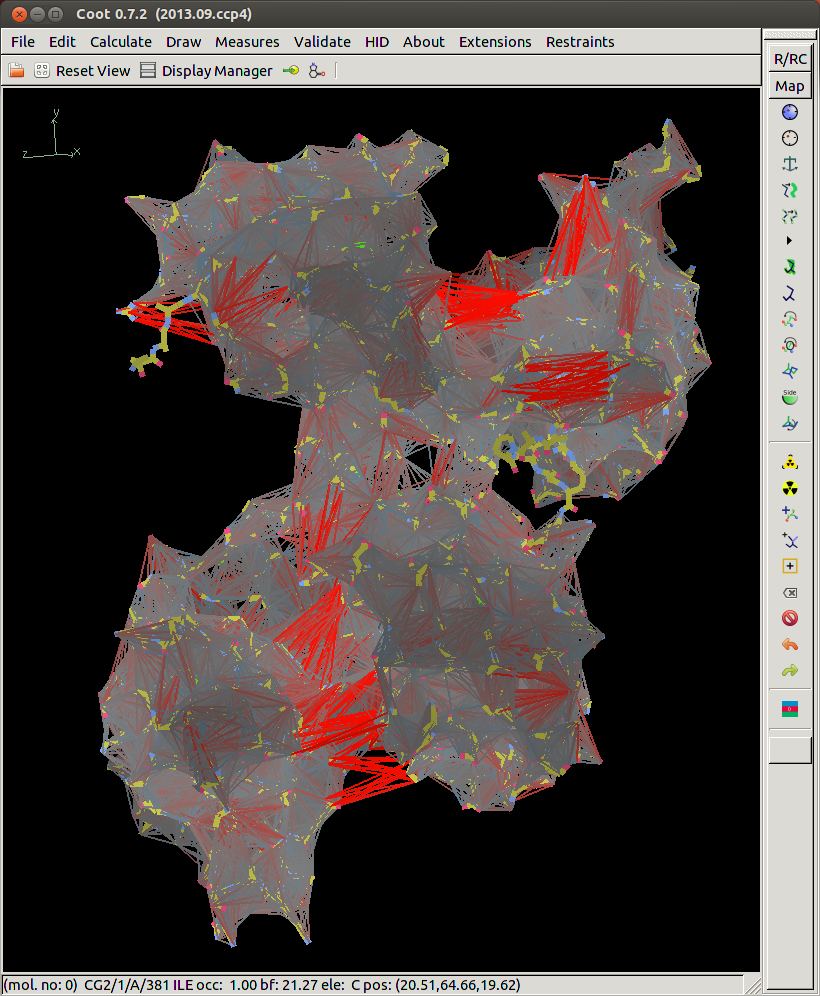 Coot 0.7.2 (2013.09.ccp4)
File Edit Calculate Draw Measures Validate HID About Extensions Restraints
Reset View Display Manager
R/RC
Map
y
z x
Side
(mol. no: 0) CG2/1/A/381 ILE occ: 1.00 bf: 21.27 ele: C pos: (20.51,64.66,19.62)